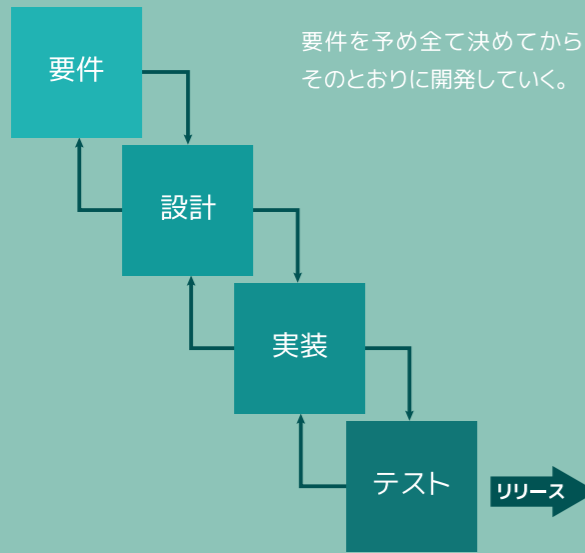 要件を予め全て決めてから
そのとおりに開発していく。
要件
設計
実装
テスト
リリース